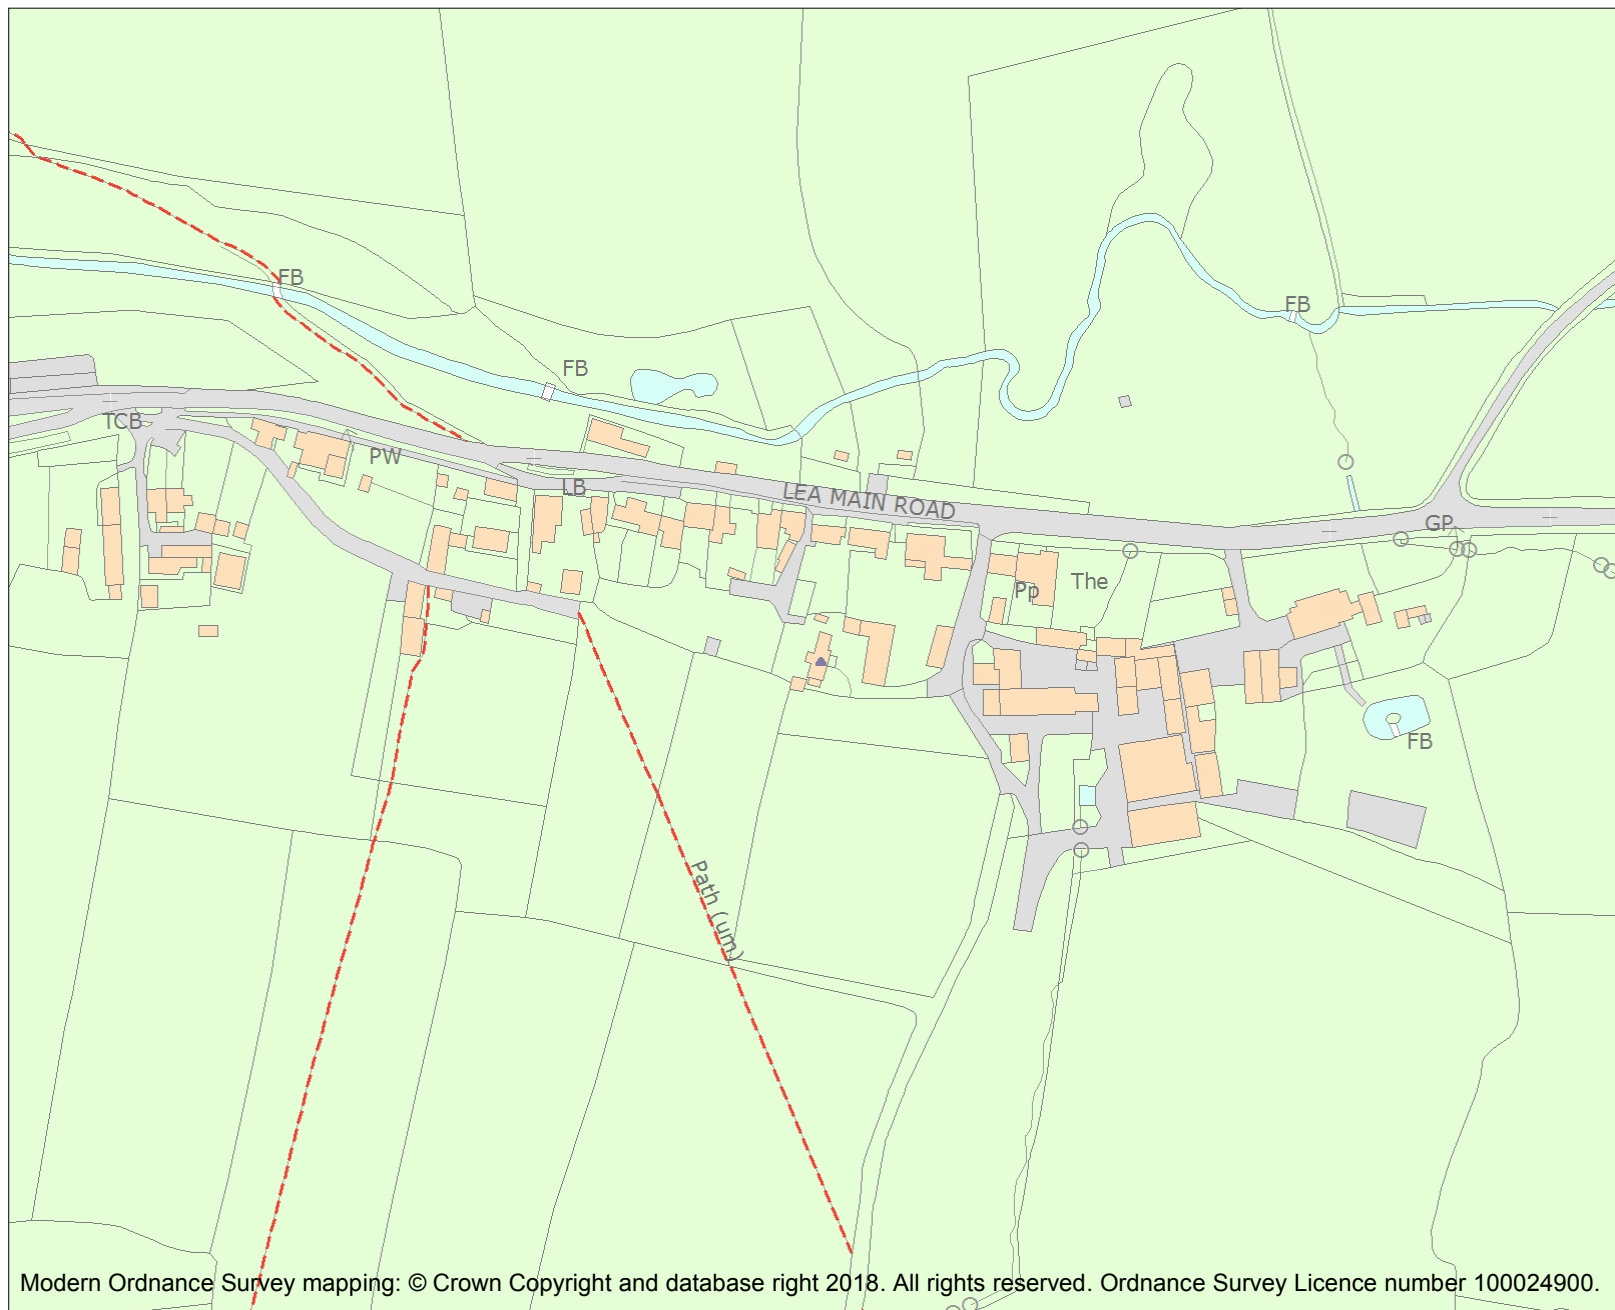 FB
FB
FB
TCB
PW
LB
LEA MAIN ROAD
GP
Pp
The
FB
Path (um)
Modern Ordnance Survey mapping: © Crown Copyright and database right 2018. All rights reserved. Ordnance Survey Licence number 100024900.